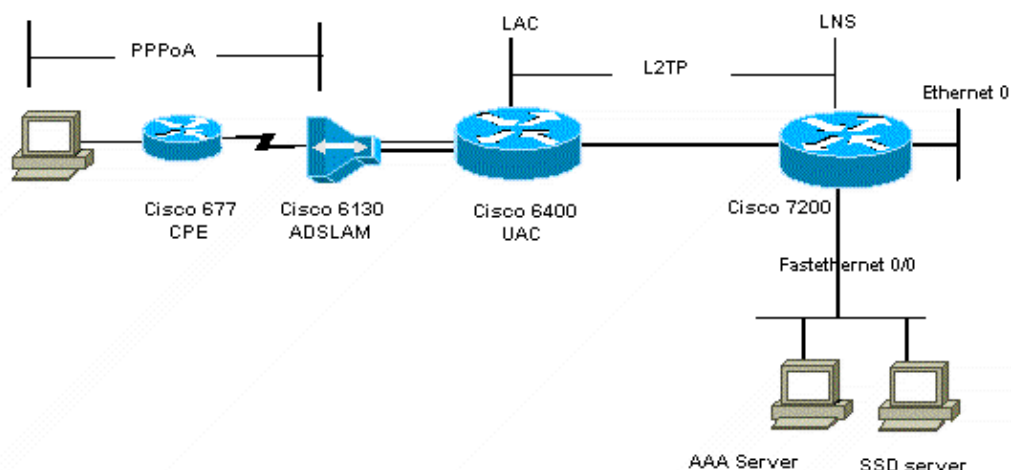 LAC
LNS
PPPoA
L2TP
Ethernet 0
Cisco 677
CPE
Cisco 6130
ADSLAM
Cisco 6400
UAC
Cisco 7200
Fastethernet 0/0
AAA Server
SSD server